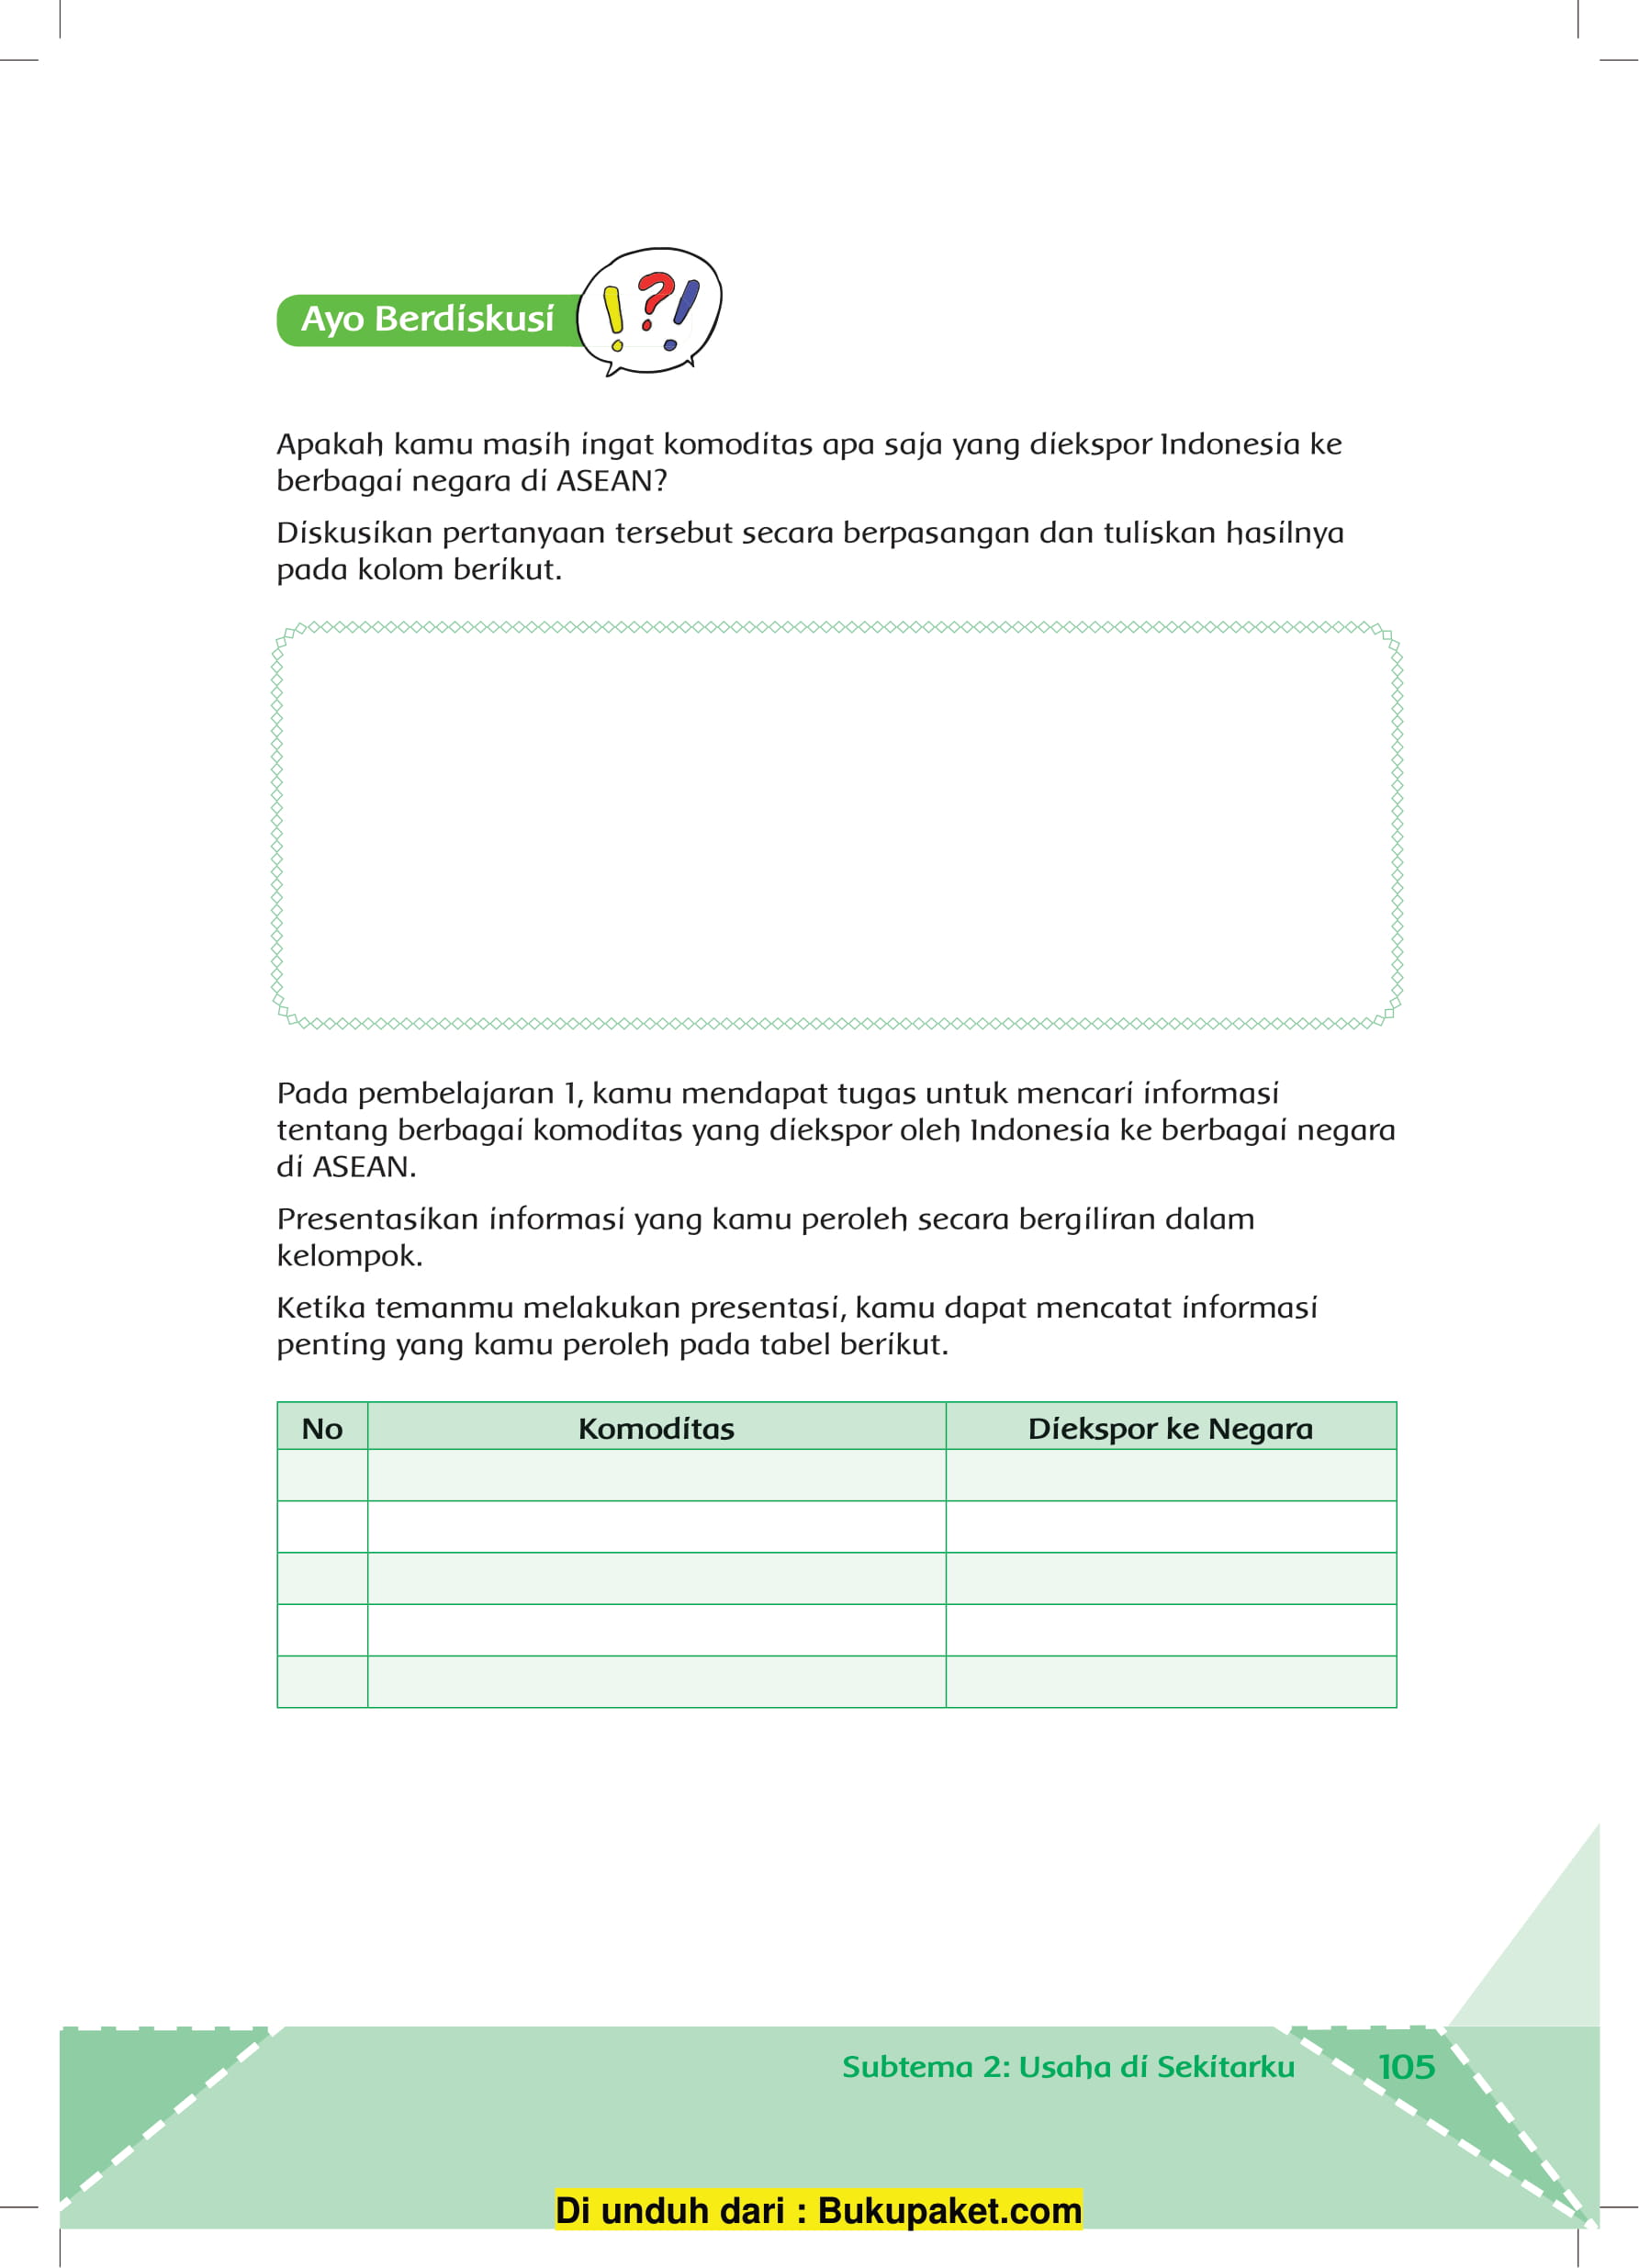 Ayo Berdiskusi
Apakah kamu masih ingat komoditas apa saja yang diekspor Indonesia ke
berbagai negara di ASEAN?
Diskusikan pertanyaan tersebut secara berpasangan dan tuliskan hasilnya
pada kolom berikut.
Pada pembelajaran 1, kamu mendapat tugas untuk mencari informasi
tentang berbagai komoditas yang diekspor oleh Indonesia ke berbagai negara
di ASEAN.
Presentasikan informasi yang kamu peroleh secara bergiliran dalam
kelompok.
Ketika temanmu melakukan presentasi, kamu dapat mencatat informasi
penting yang kamu peroleh pada tabel berikut.
No Komoditas Diekspor ke Negara
Subtema 2: Usaha di Sekitarku 105
Di unduh dari : Bukupaket.com